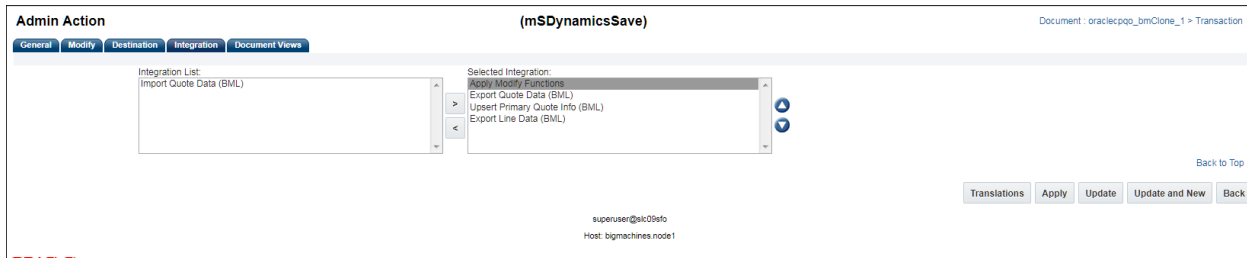 Admin Action (mSDynamicsSave) Document : oraclecpqo_bmClone_1 > Transaction
General Modify Destination Integration Document Views
Integration List: Selected Integration:
Import Quote Data (BML) Apply Modify Functions
> Export Quote Data (BML)
Upsert Primary Quote Info (BML)
< Export Line Data (BML)
Back to Top
Translations Apply Update Update and New Back
superuser@slc09sfo
Host: bigmachines.node1